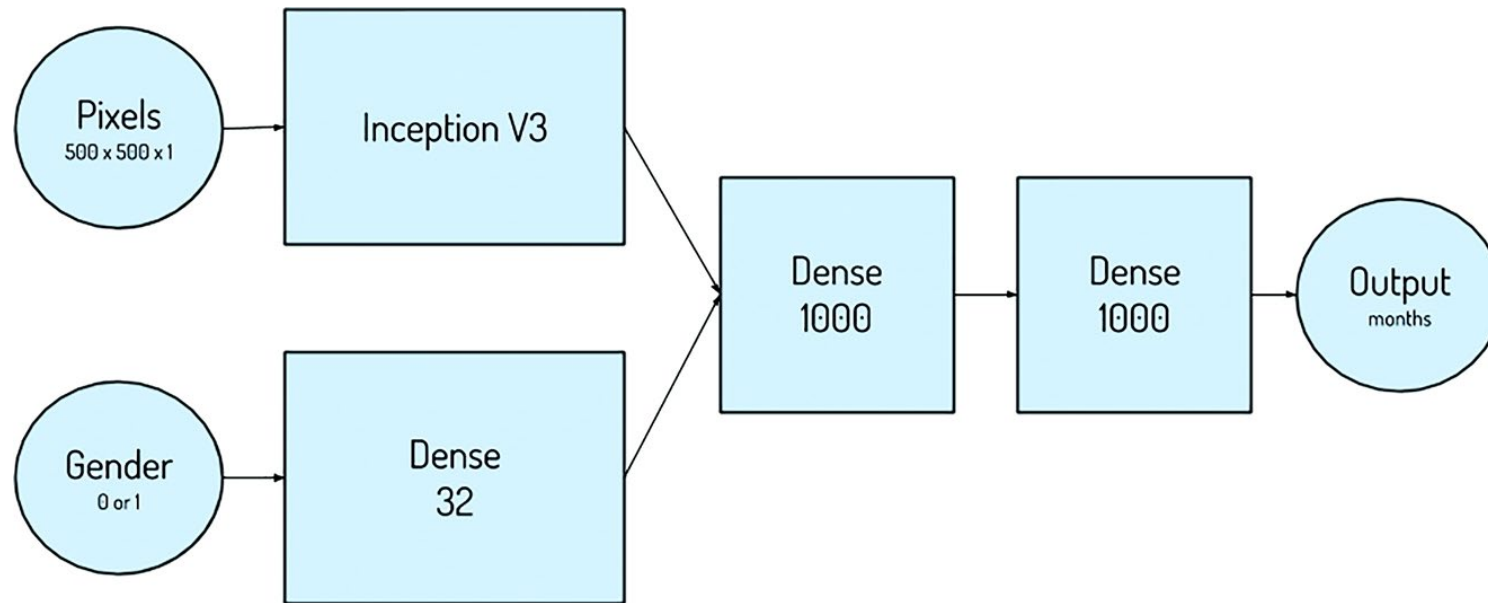 Pixels
500 x 500 x 1
Inception V3
Gender
0 or 1
Dense
32
Dense
1000
Dense
1000
Output
months